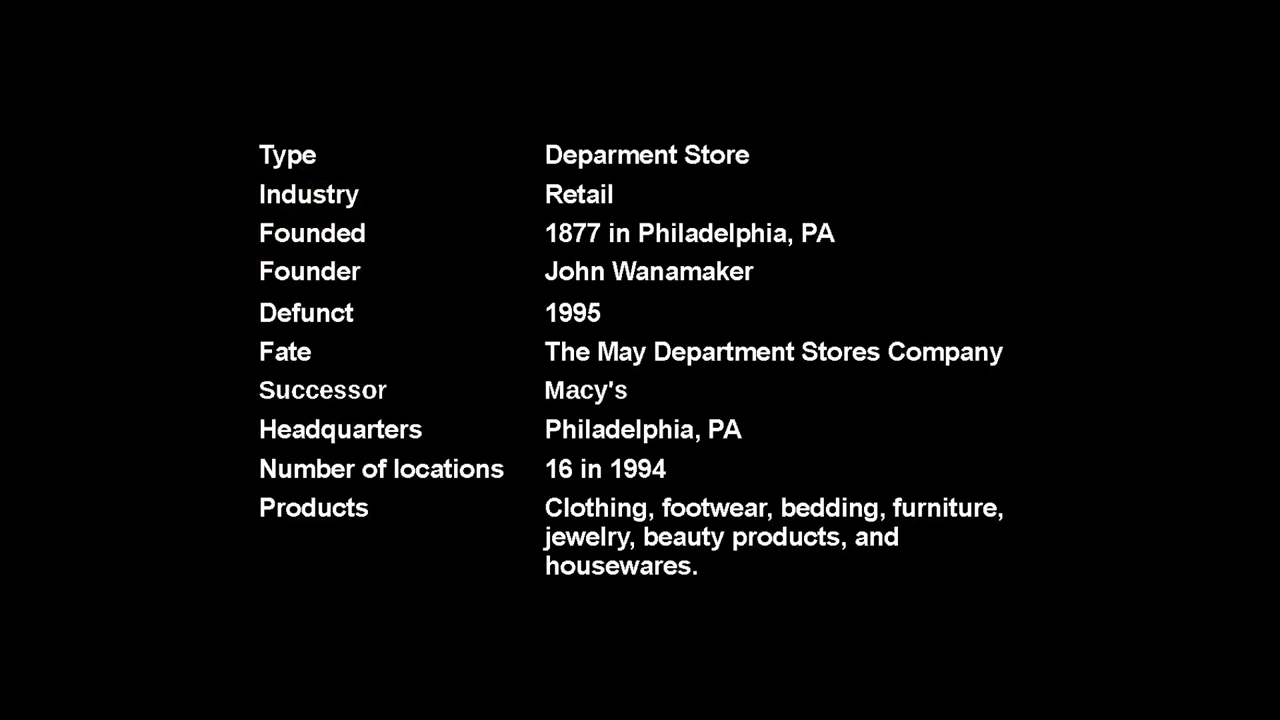 Type Deparment Store
Industry Retail
Founded 1877 in Philadelphia, PA
Founder John Wanamaker
Defunct 1995
Fate The May Department Stores Company
Successor Macy's
Headquarters Philadelphia, PA
Number of locations 16 in 1994
Products Clothing, footwear, bedding, furniture,
jewelry, beauty products, and
housewares.